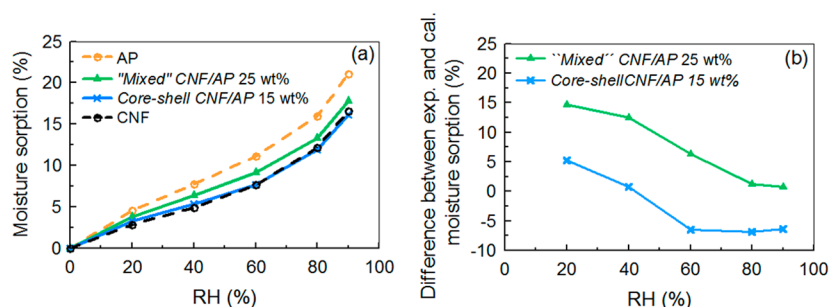 (a)
Moisture sorption (%)
25
20
15
10
5
0
AP
"Mixed" CNF/AP 25 wt%
Core-shell CNF/AP 15 wt%
CNF
0 20 40 60 80 100
RH (%)
(b)
Difference between exp. and cal.
moisture sorption (%)
25
20
15
10
5
0
-5
-10
``Mixed´´ CNF/AP 25 wt%
Core-shellCNF/AP 15 wt%
0 20 40 60 80 100
RH (%)